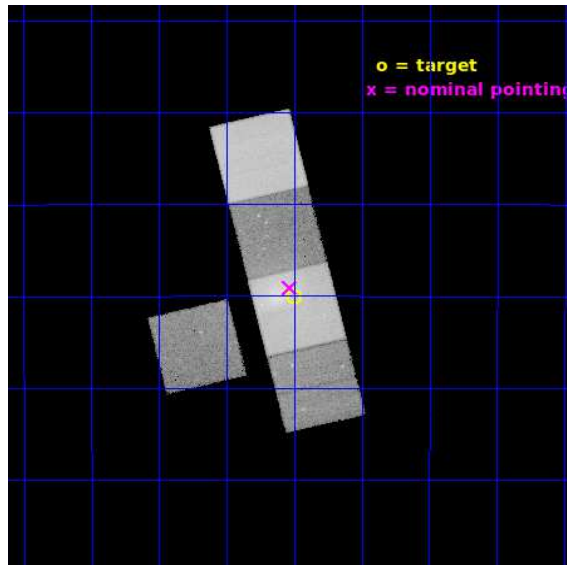 o = target
x = nominal pointing